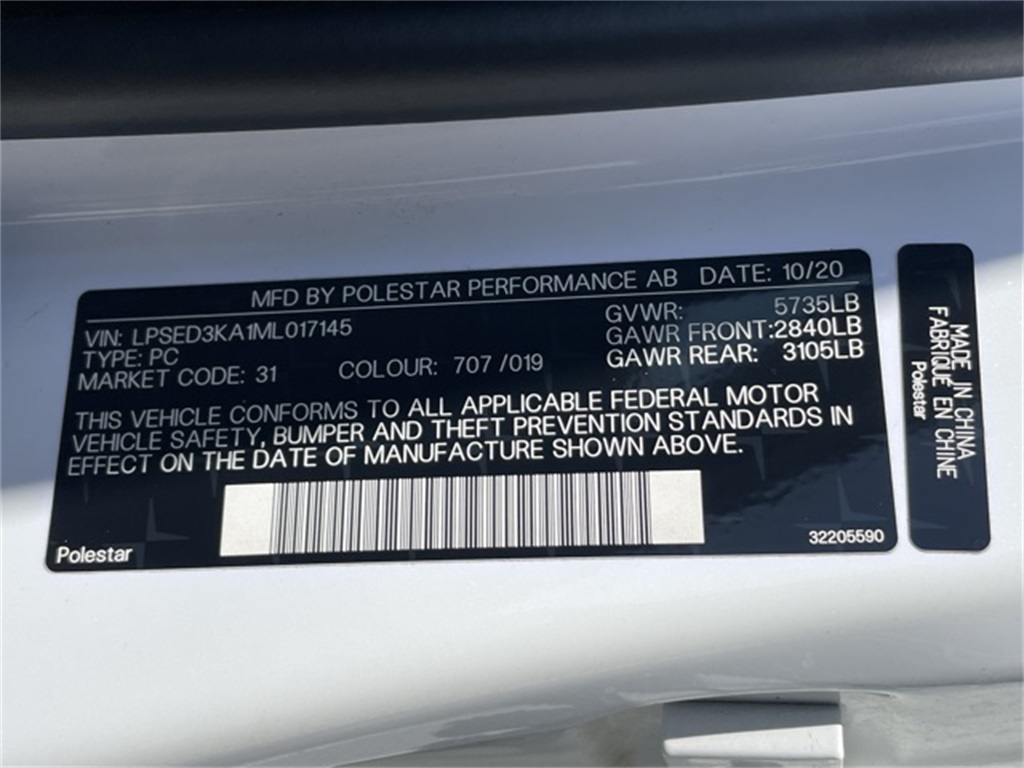 MFD BY POLESTAR PERFORMANCE AB DATE: 10/20
VIN: LPSED3KA1ML017145 GVWR: 5735LB
TYPE: PC GAWR FRONT: 2840LB
MARKET CODE: 31 COLOUR: 707 /019 GAWR REAR: 3105LB
THIS VEHICLE CONFORMS TO ALL APPLICABLE FEDERAL MOTOR
VEHICLE SAFETY, BUMPER AND THEFT PREVENTION STANDARDS IN
EFFECT ON THE DATE OF MANUFACTURE SHOWN ABOVE.
Polestar 32205590
MADE IN CHINA
FABRIQUÉ EN CHINE
Polestar